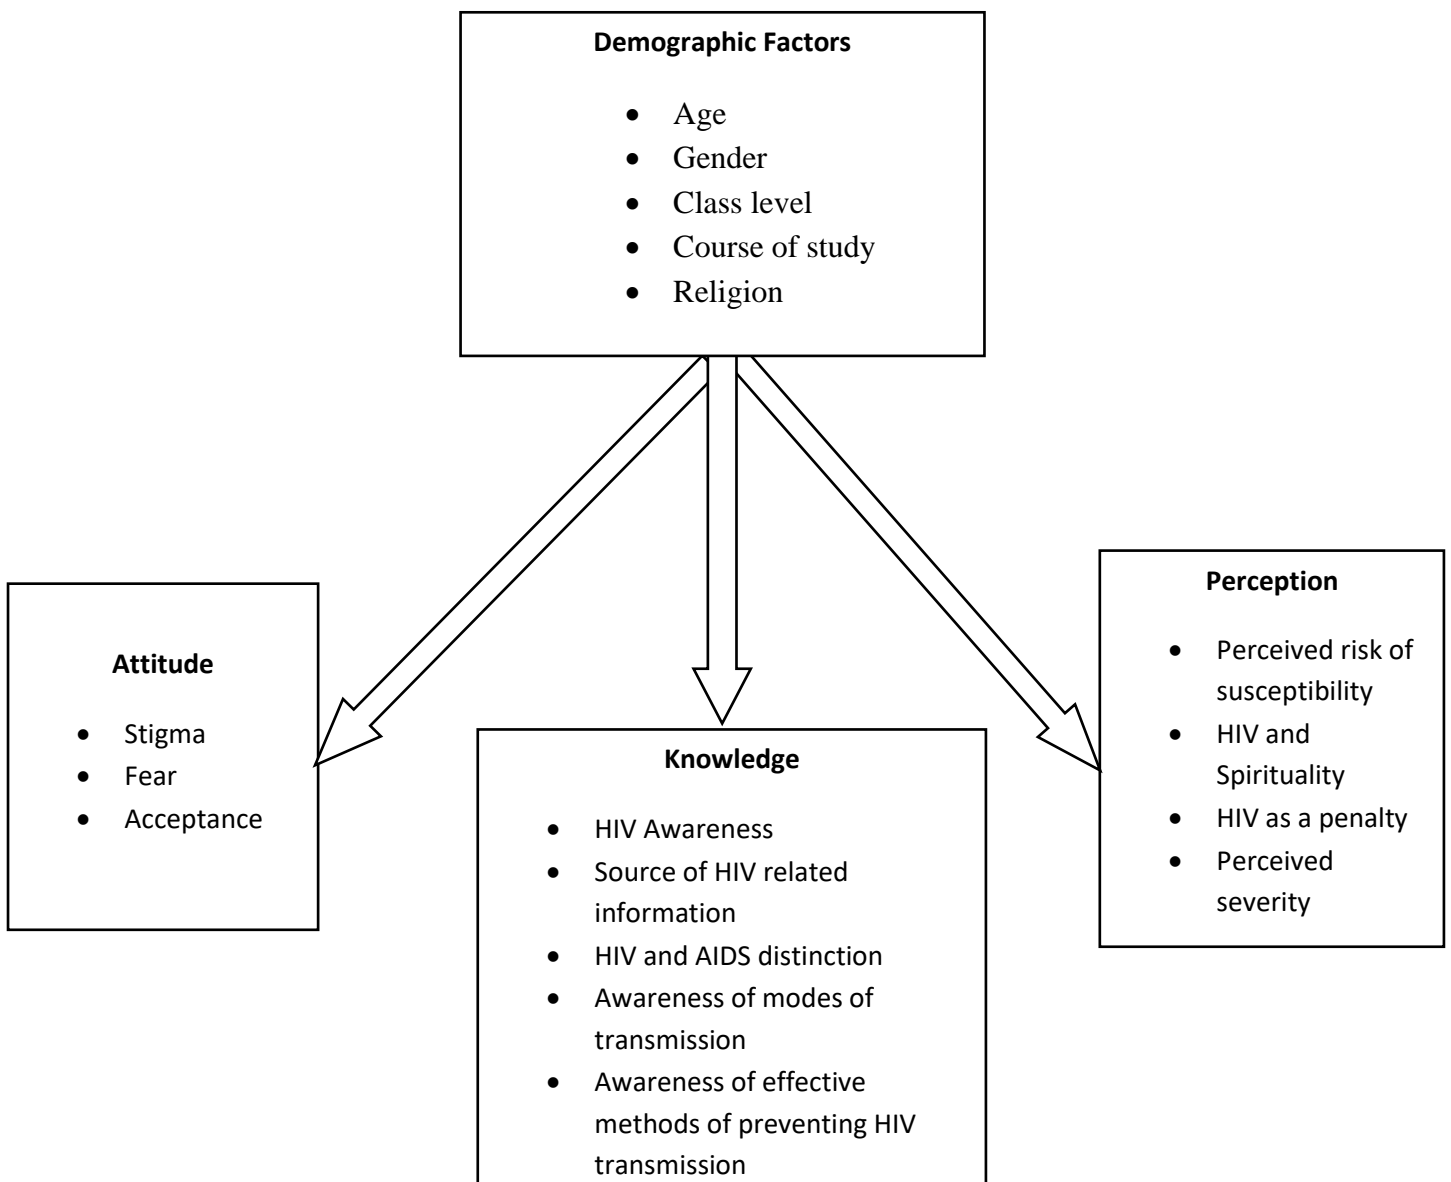 Demographic Factors
• Age
• Gender
• Class level
• Course of study
• Religion
Attitude
• Stigma
• Fear
• Acceptance
Knowledge
• HIV Awareness
• Source of HIV related
information
• HIV and AIDS distinction
• Awareness of modes of
transmission
• Awareness of effective
methods of preventing HIV
transmission
Perception
• Perceived risk of
susceptibility
• HIV and
Spirituality
• HIV as a penalty
• Perceived
severity